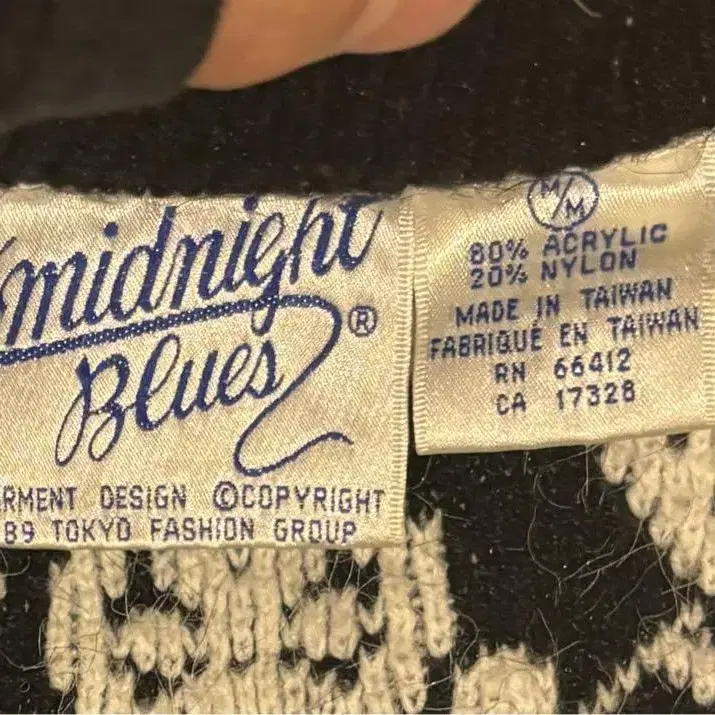 midnight
Blues ®
RMENT DESIGN ©COPYRIGHT
89 TOKYO FASHION GROUP
M/M
80% ACRYLIC
20% NYLON
MADE IN TAIWAN
FABRIQUÉ EN TAIWAN
RN 66412
CA 17328